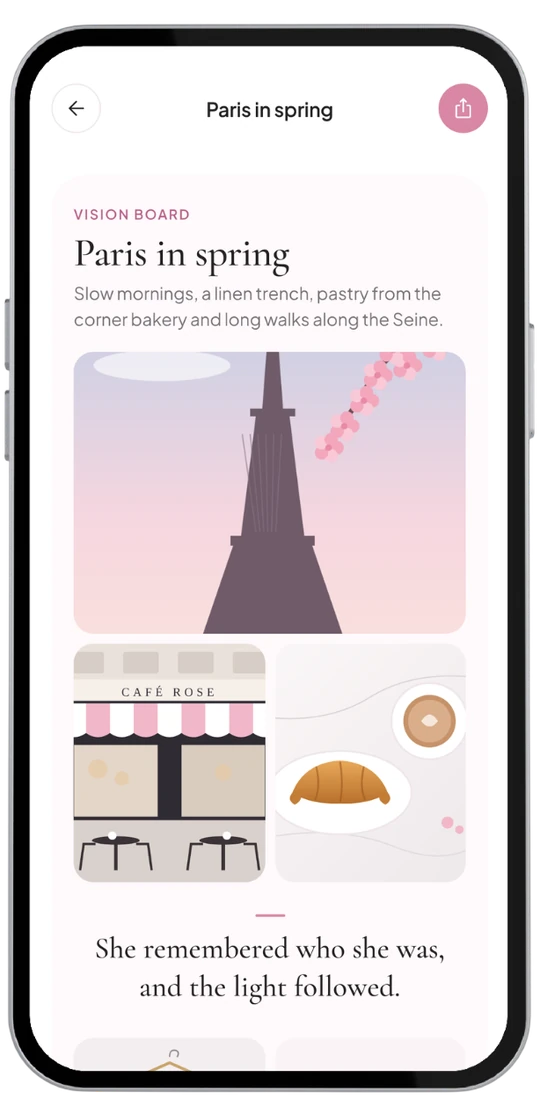 Paris in spring
VISION BOARD
Paris in spring
Slow mornings, a linen trench, pastry from the
corner bakery and long walks along the Seine.
CAFÉ ROSE
She remembered who she was,
and the light followed.